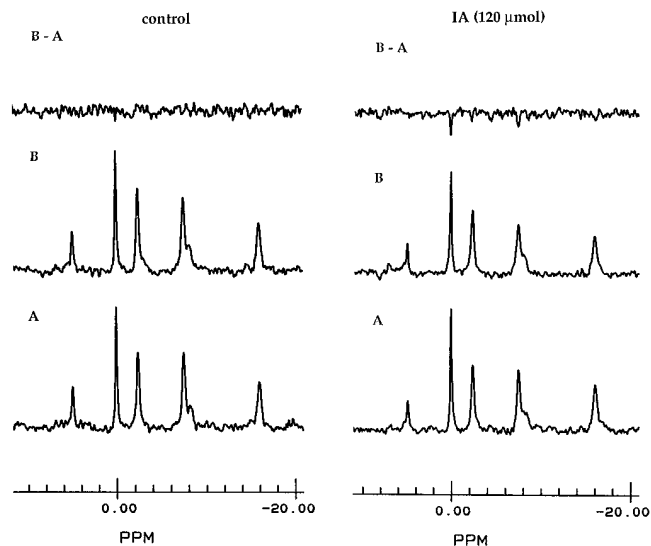 control
B - A
B
A
0.00
-20.00
PPM
IA (120 μmol)
B - A
B
A
0.00
-20.00
PPM